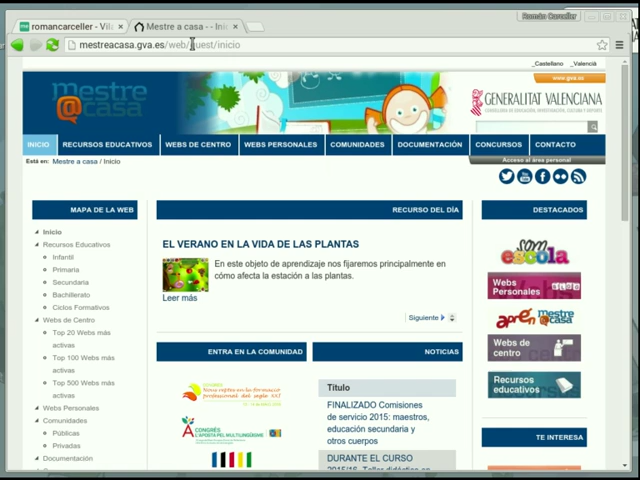 romancarceller - Vil
Mestre a casa - - Ini
Román Carceller
mestreacasa.gva.es/web/guest/inicio
_Castellano _Valencià
www.gva.es
mestre
@casa
GENERALITAT VALENCIANA
INICIO RECURSOS EDUCATIVOS WEBS DE CENTRO WEBS PERSONALES COMUNIDADES DOCUMENTACIÓN CONCURSOS CONTACTO
Está en: Mestre a casa / Inicio
Acceso al área personal
MAPA DE LA WEB
Inicio
Recursos Educativos
Infantil
Primaria
Secundaria
Bachillerato
Ciclos Formativos
Webs de Centro
Top 20 Webs más
activas
Top 100 Webs más
activas
Top 500 Webs más
activas
Webs Personales
Comunidades
Públicas
Privadas
Documentación
RECURSO DEL DÍA
EL VERANO EN LA VIDA DE LAS PLANTAS
En este objeto de aprendizaje nos fijaremos principalmente en
cómo afecta la estación a las plantas.
Leer más
Siguiente
ENTRA EN LA COMUNIDAD
CONGRÉS
L'APOSTA PEL MULTILINGÜISME
NOTICIAS
Título
FINALIZADO Comisiones
de servicio 2015: maestros,
educación secundaria y
otros cuerpos
DURANTE EL CURSO
DESTACADOS
som
escola
Webs
Personales
apren mestre
@casa
Webs de
centro
Recursos
educativos
TE INTERESA